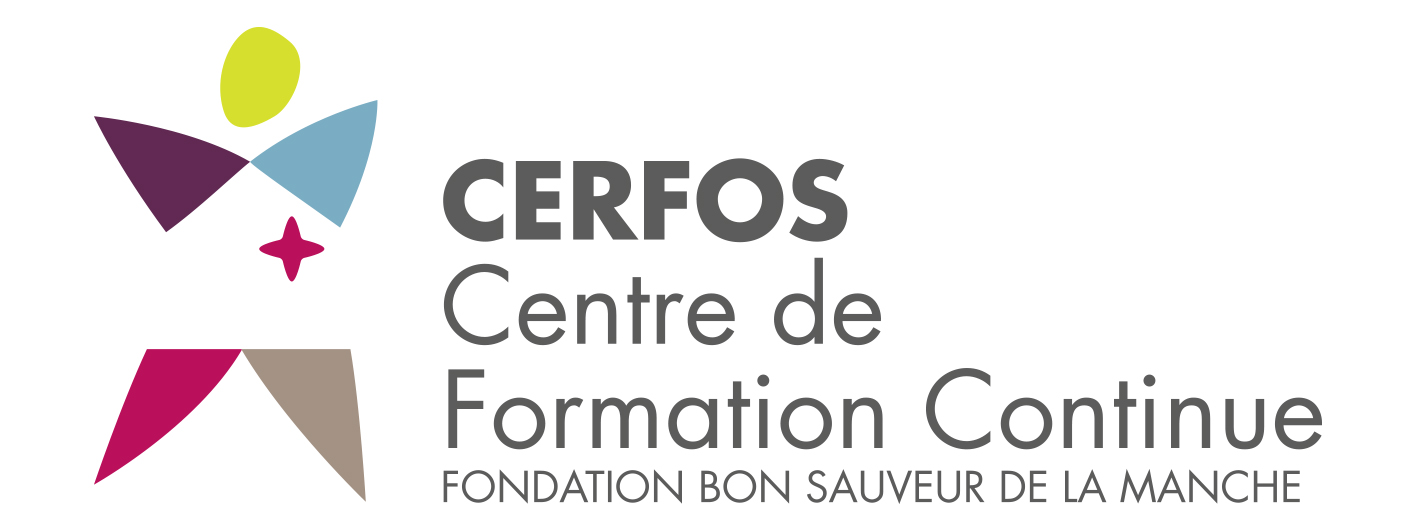 CERFOS
Centre de
Formation Continue
FONDATION BON SAUVEUR DE LA MANCHE